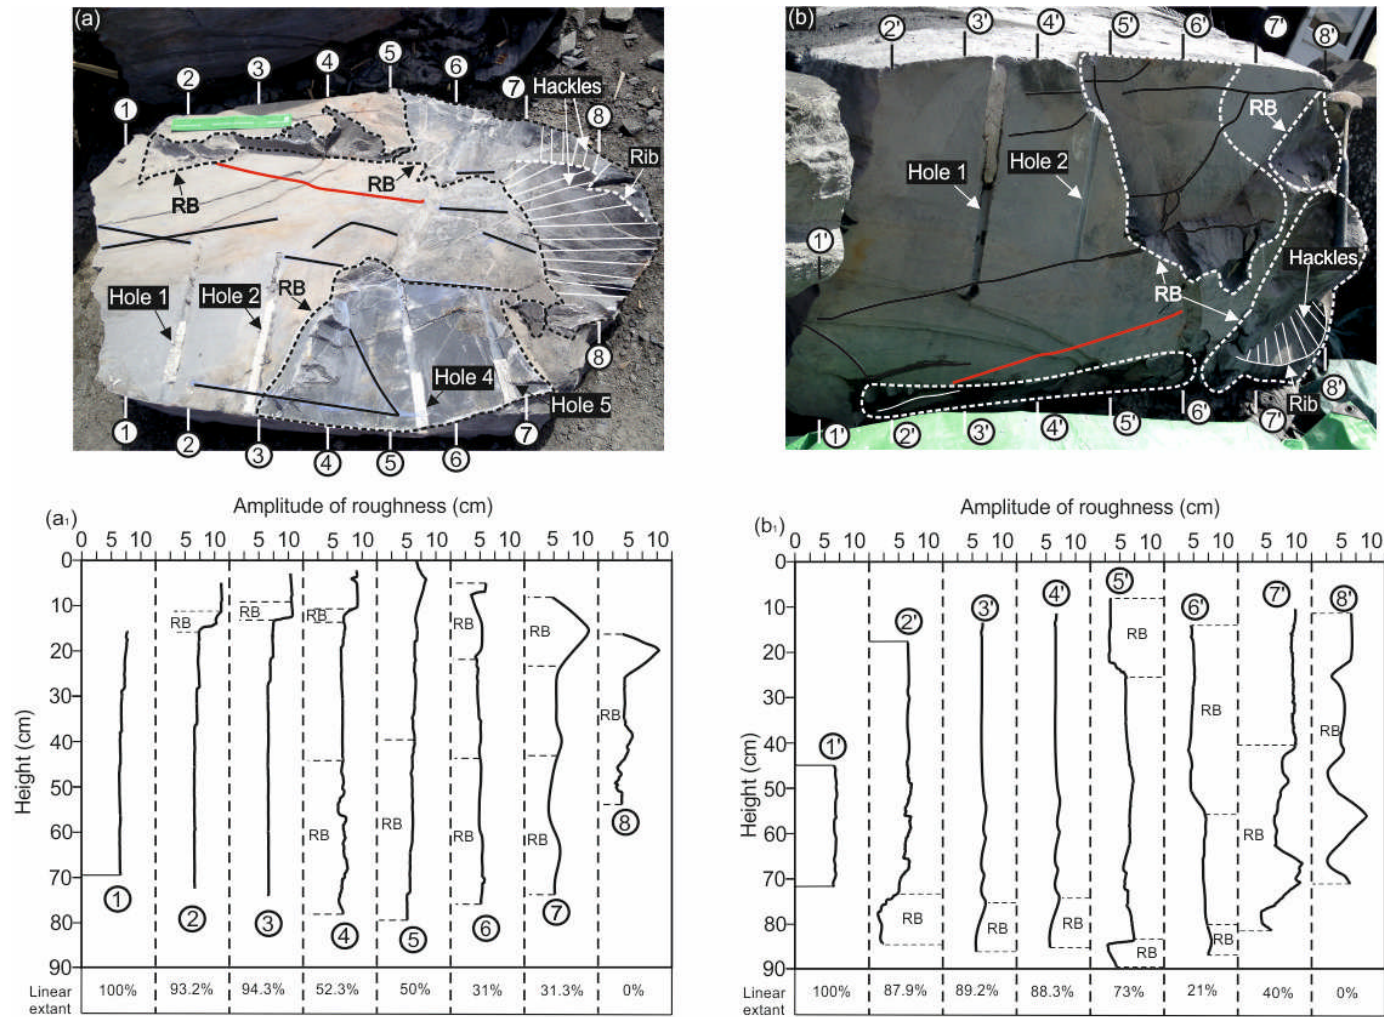 (a)
1
2
3
4
5
6
7
Hackles
8
Rib
RB
RB
RB
Hole 1
Hole 2
Hole 4
Hole 5
8
1
2
3
4
5
6
7
(b)
2'
3'
4'
5'
6'
7'
8'
RB
Hole 1
Hole 2
1'
RB
Hackles
Rib
8'
1'
2'
3'
4'
5'
6'
7'
Amplitude of roughness (cm)
(a₁)
5 10 5 10 5 10 5 10 5 10 5 10 5 10 5 10
Height (cm)
0
10
20
30
40
50
60
70
80
90
RB
RB
RB
RB
RB
RB
RB
RB
RB
RB
1
2
3
4
5
6
7
8
Linear extant 100% 93.2% 94.3% 52.3% 50% 31% 31.3% 0%
Amplitude of roughness (cm)
(b₁)
5 10 5 10 5 10 5 10 5 10 5 10 5 10 5 10
Height (cm)
0
10
20
30
40
50
60
70
80
90
1'
2'
3'
4'
5'
6'
7'
8'
RB
RB
RB
RB
RB
RB
RB
RB
RB
Linear extant 100% 87.9% 89.2% 88.3% 73% 21% 40% 0%